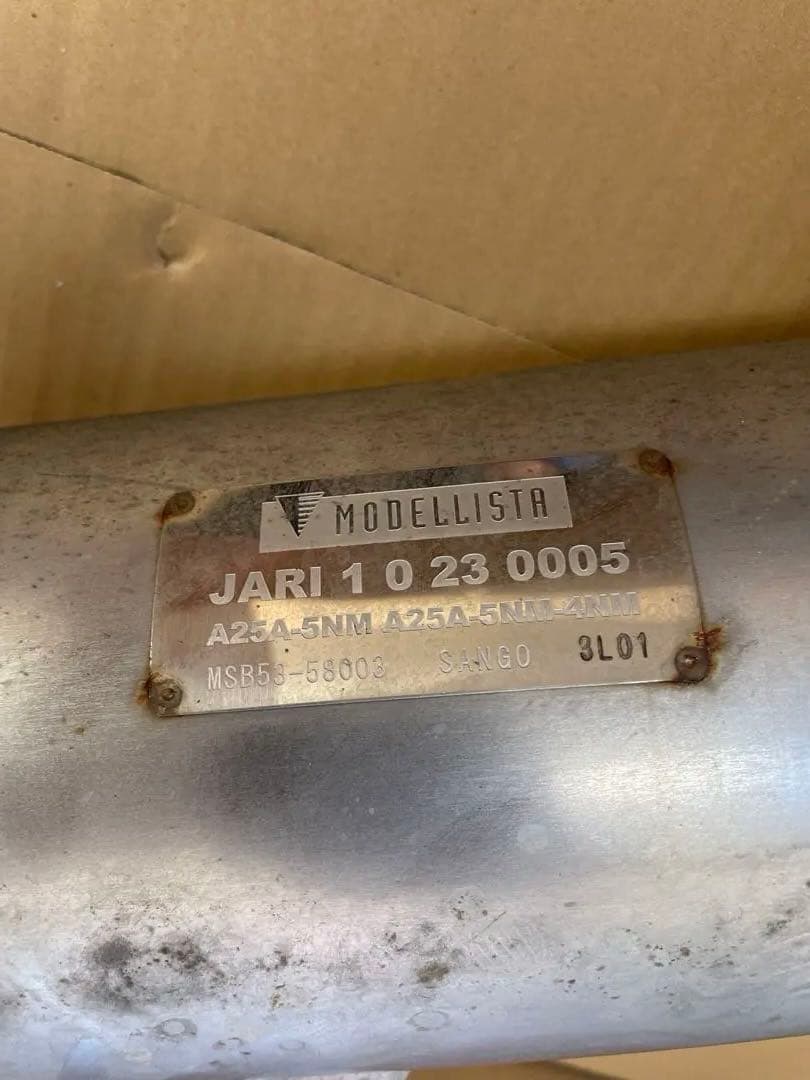 MODELLISTA
JARI 1 0 23 0005
A25A-5NM A25A-5NM-4NM
MSB53-58003 SANGO 3L01